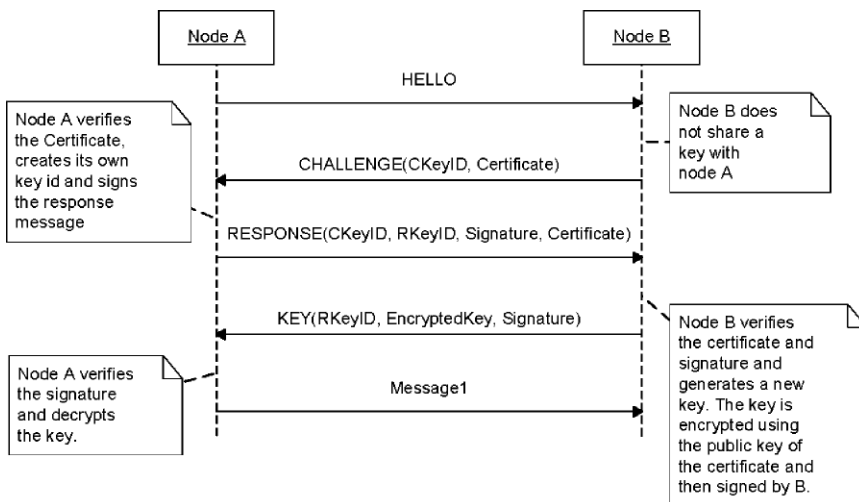 Node A
Node B
HELLO
Node A verifies
the Certificate,
creates its own
key id and signs
the response
message
Node B does
not share a
key with
node A
CHALLENGE(CKeyID, Certificate)
RESPONSE(CKeyID, RKeyID, Signature, Certificate)
KEY(RKeyID, EncryptedKey, Signature)
Node B verifies
the certificate and
signature and
generates a new
key. The key is
encrypted using
the public key of
the certificate and
then signed by B.
Node A verifies
the signature
and decrypts
the key.
Message1